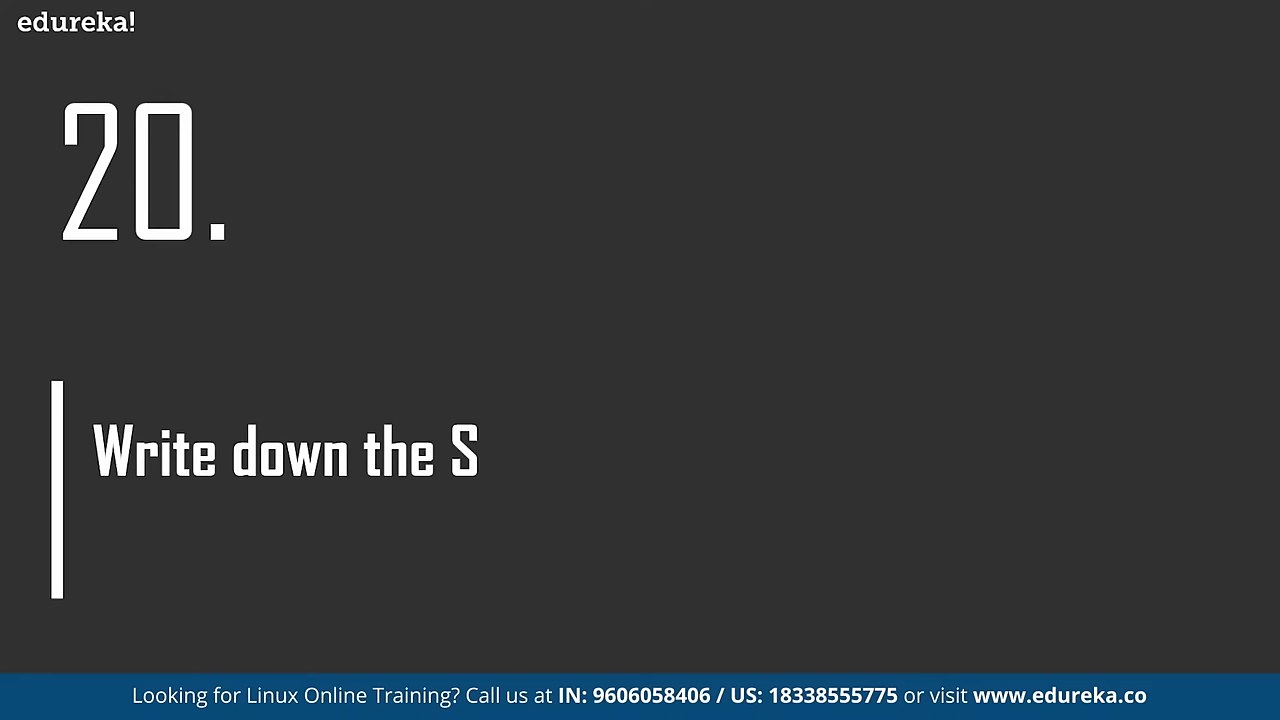 edureka!
20.
Write down the S
Looking for Linux Online Training? Call us at IN: 9606058406 / US: 18338555775 or visit www.edureka.co